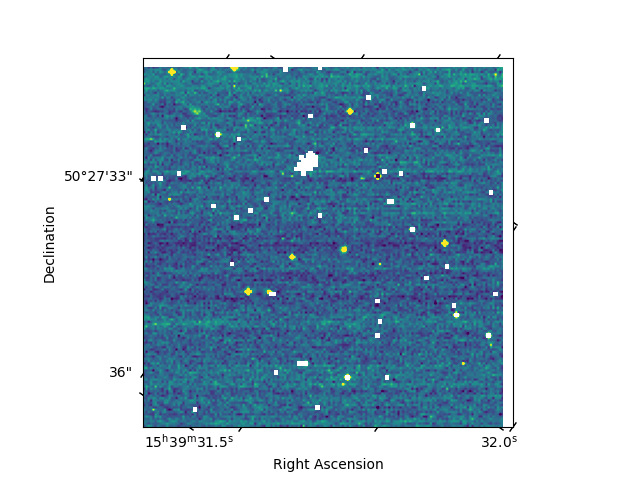 50°27'33"
Declination
36"
15ʰ39ᵐ31.5ˢ
32.0ˢ
Right Ascension